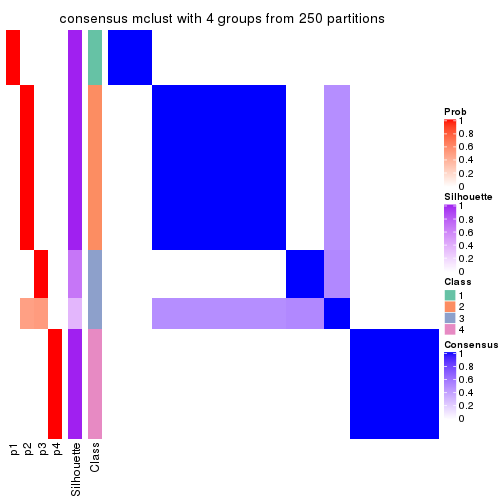 consensus mclust with 4 groups from 250 partitions
Prob
1
0.8
0.6
0.4
0.2
0
Silhouette
1
0.8
0.6
0.4
0.2
0
Class
1
2
3
4
Consensus
1
0.8
0.6
0.4
0.2
0
p1
p2
p3
p4
Silhouette
Class